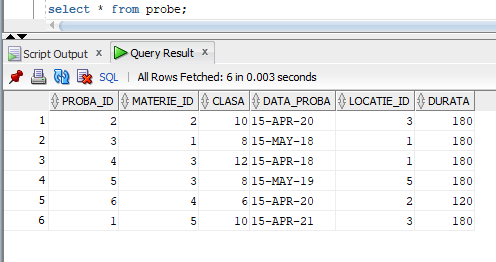 select * from probe;
Script Output x Query Result x
SQL | All Rows Fetched: 6 in 0.003 seconds
PROBA_ID MATERIE_ID CLASA DATA_PROBA LOCATIE_ID DURATA
1 2 2 10 15-APR-20 3 180
2 3 1 8 15-MAY-18 1 180
3 4 3 12 15-APR-18 1 180
4 5 3 8 15-MAY-19 5 180
5 6 4 6 15-APR-20 2 120
6 1 5 10 15-APR-21 3 180